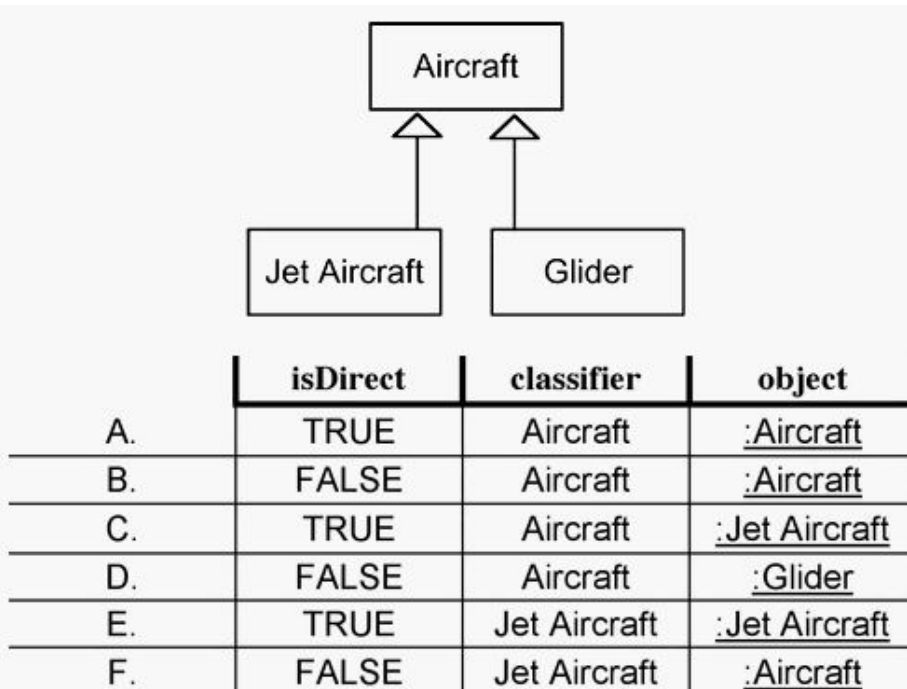 Aircraft
Jet Aircraft Glider
isDirect classifier object
A. TRUE Aircraft :Aircraft
B. FALSE Aircraft :Aircraft
C. TRUE Aircraft :Jet Aircraft
D. FALSE Aircraft :Glider
E. TRUE Jet Aircraft :Jet Aircraft
F. FALSE Jet Aircraft :Aircraft